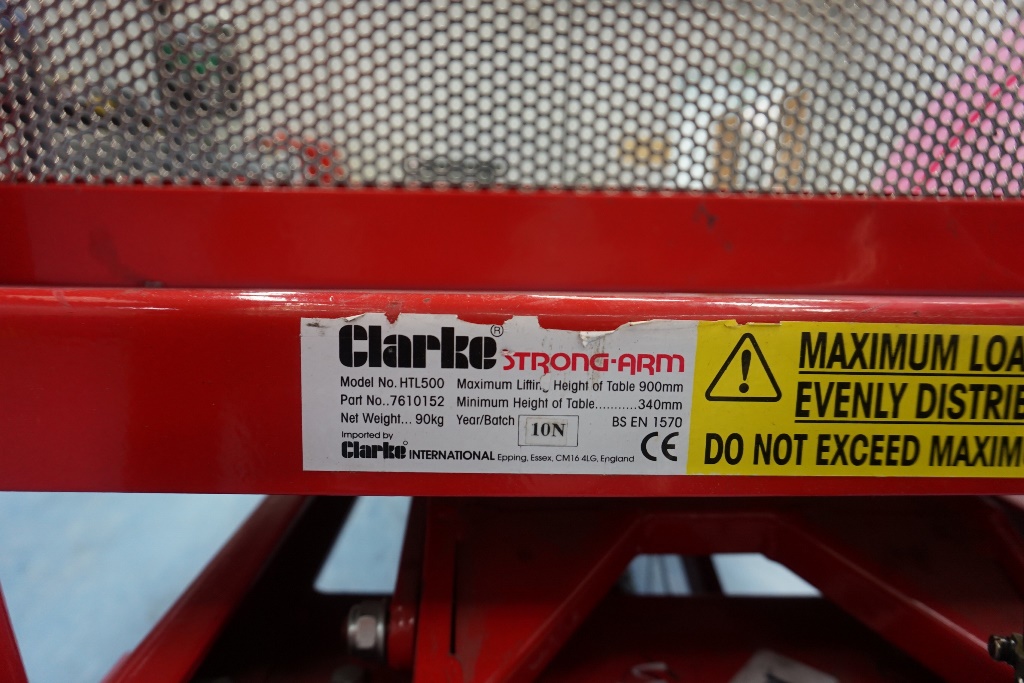 Clarke® STRONG-ARM
Model No. HTL500 Maximum Lifting Height of Table 900mm
Part No..7610152 Minimum Height of Table...........340mm
Net Weight... 90kg Year/Batch 10N BS EN 1570
Imported by
Clarke INTERNATIONAL Epping, Essex, CM16 4LG, England CE
MAXIMUM LOA
EVENLY DISTRIB
DO NOT EXCEED MAXIM